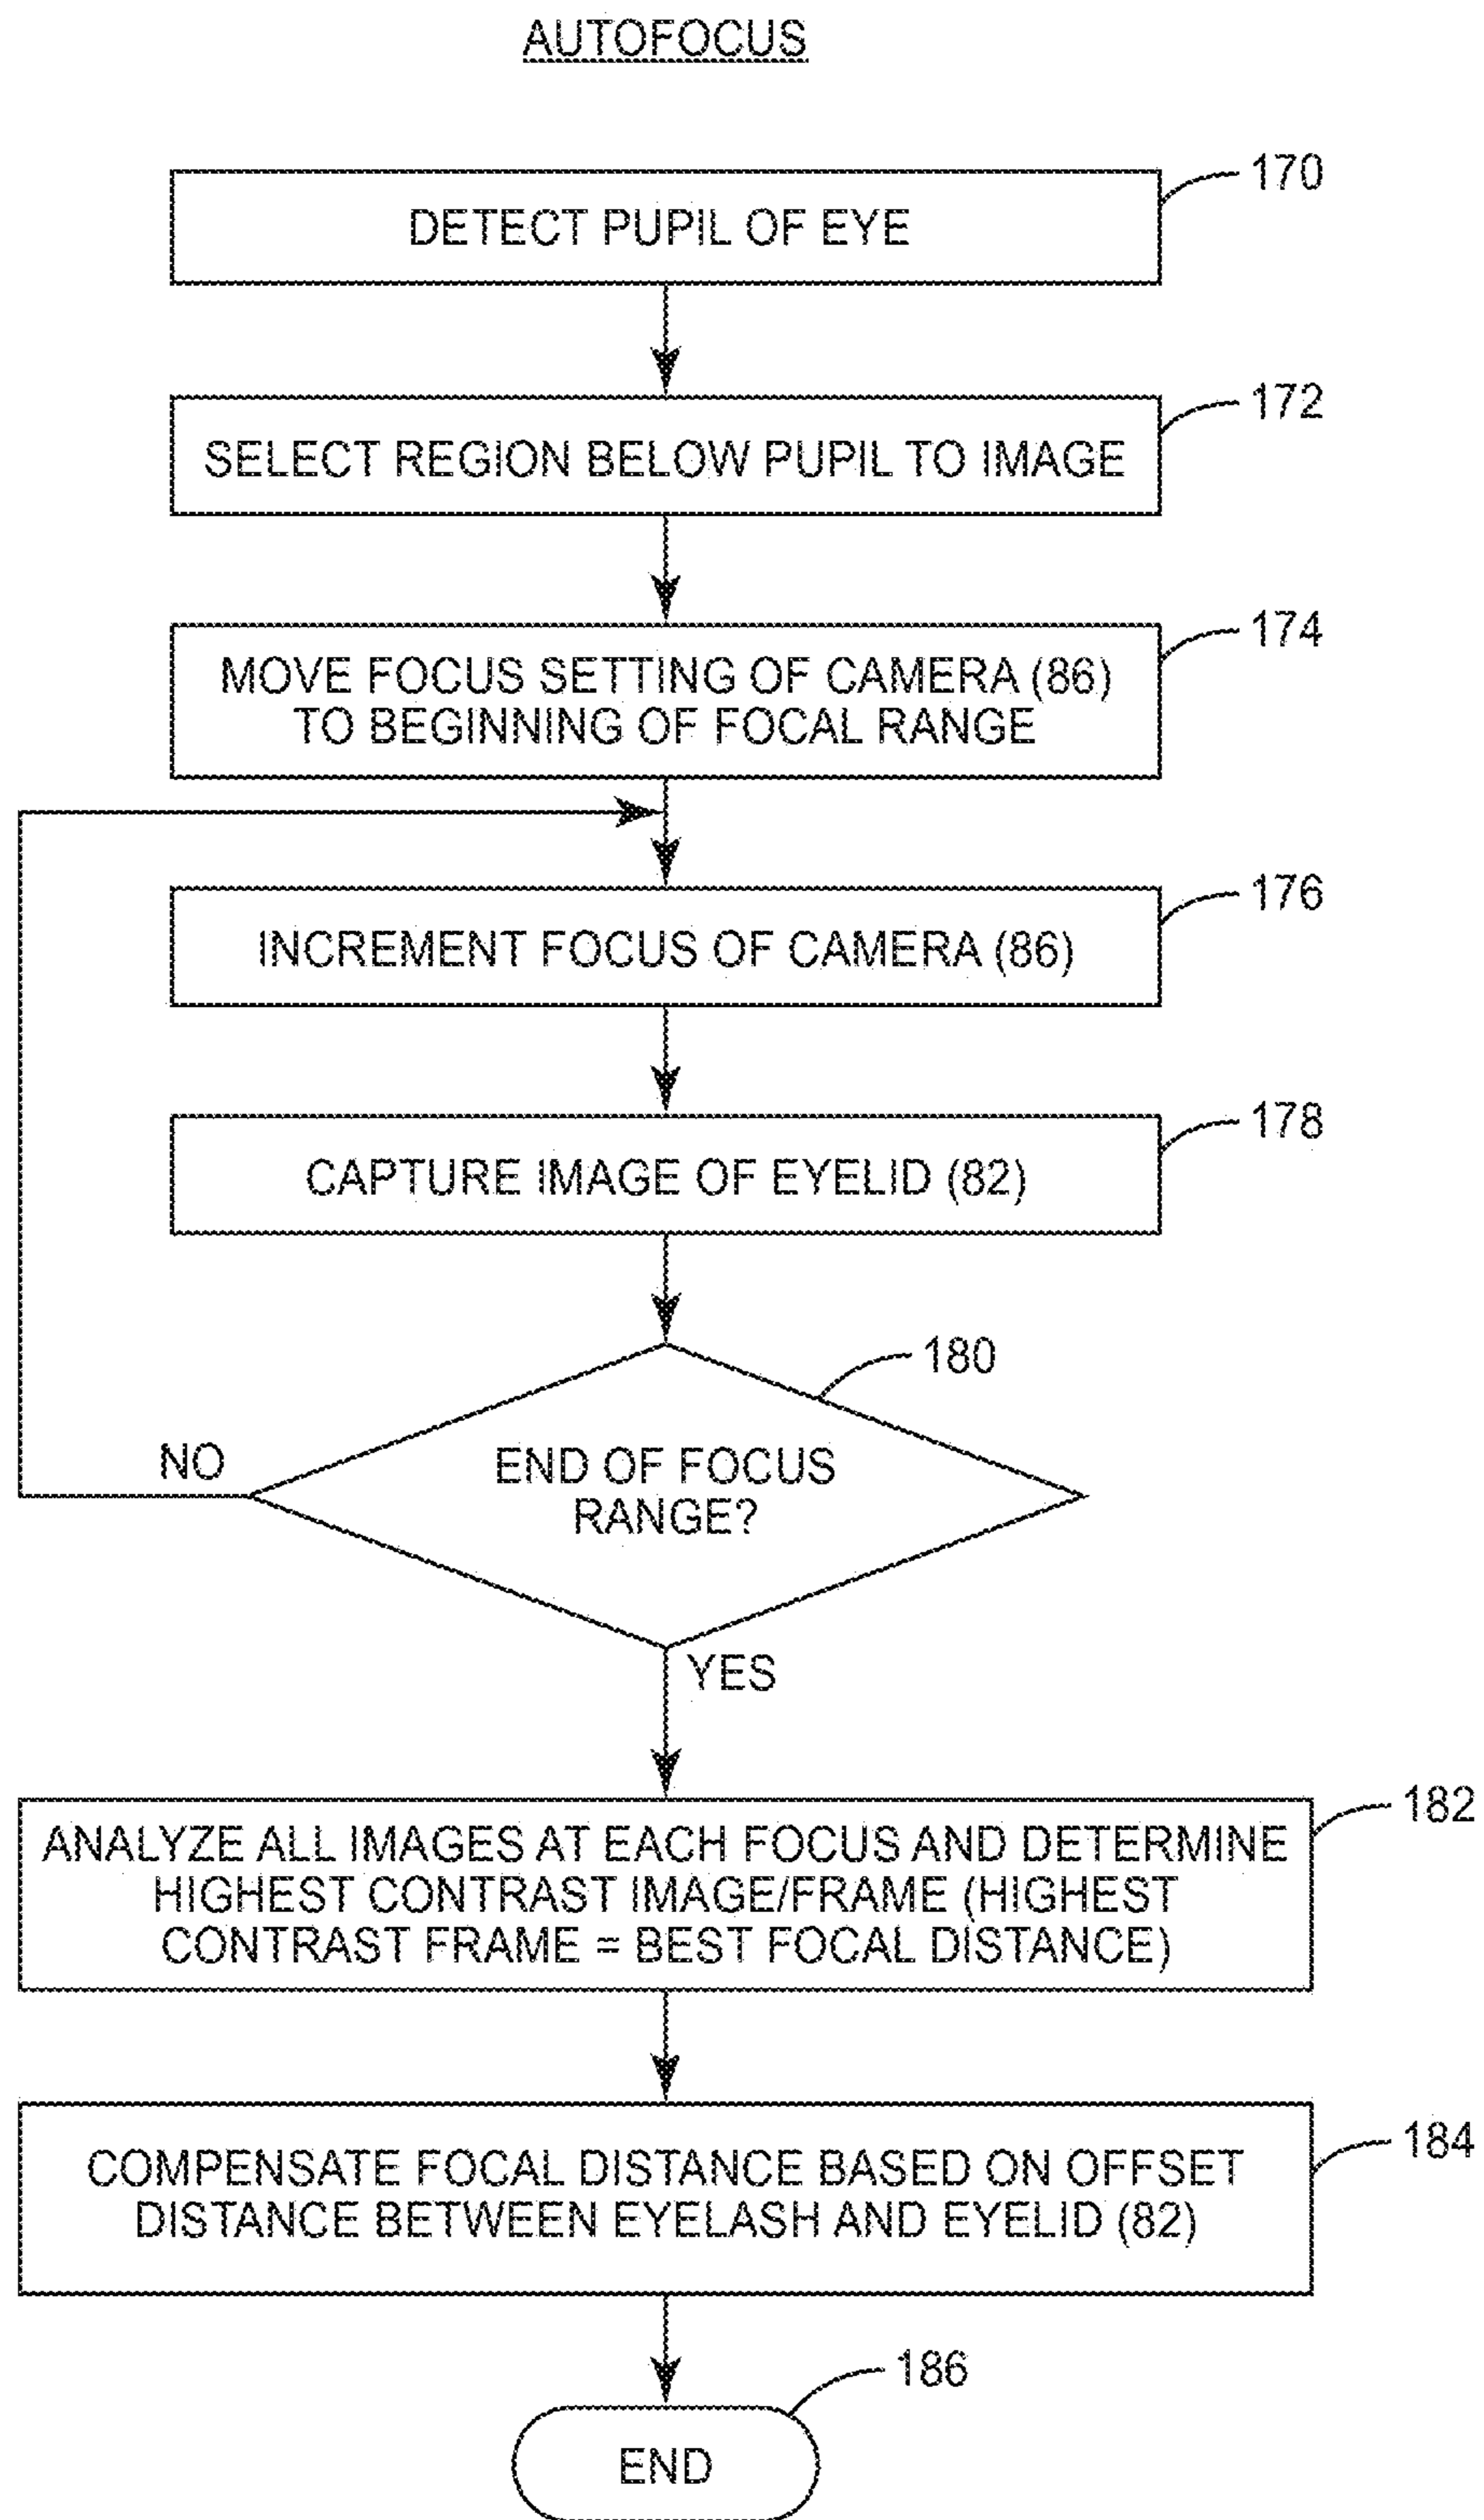 AUTOFOCUS
170
DETECT PUPIL OF EYE
172
SELECT REGION BELOW PUPIL TO IMAGE
174
MOVE FOCUS SETTING OF CAMERA (86)
TO BEGINNING OF FOCAL RANGE
176
INCREMENT FOCUS OF CAMERA (86)
178
CAPTURE IMAGE OF EYELID (82)
180
NO
END OF FOCUS
RANGE?
YES
182
ANALYZE ALL IMAGES AT EACH FOCUS AND DETERMINE
HIGHEST CONTRAST IMAGE/FRAME (HIGHEST
CONTRAST FRAME = BEST FOCAL DISTANCE)
184
COMPENSATE FOCAL DISTANCE BASED ON OFFSET
DISTANCE BETWEEN EYELASH AND EYELID (82)
186
END